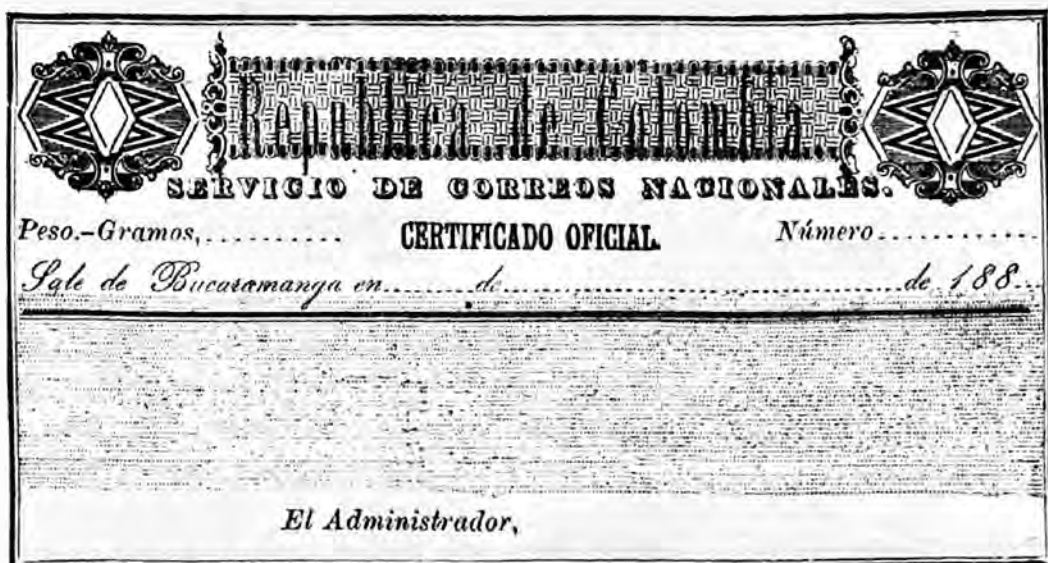 República de Colombia
SERVICIO DE CORREOS NACIONALES.
Peso.-Gramos, .......... CERTIFICADO OFICIAL. Número ............
Sale de Bucaramanga en ........ de ........................................ de 188...
El Administrador,